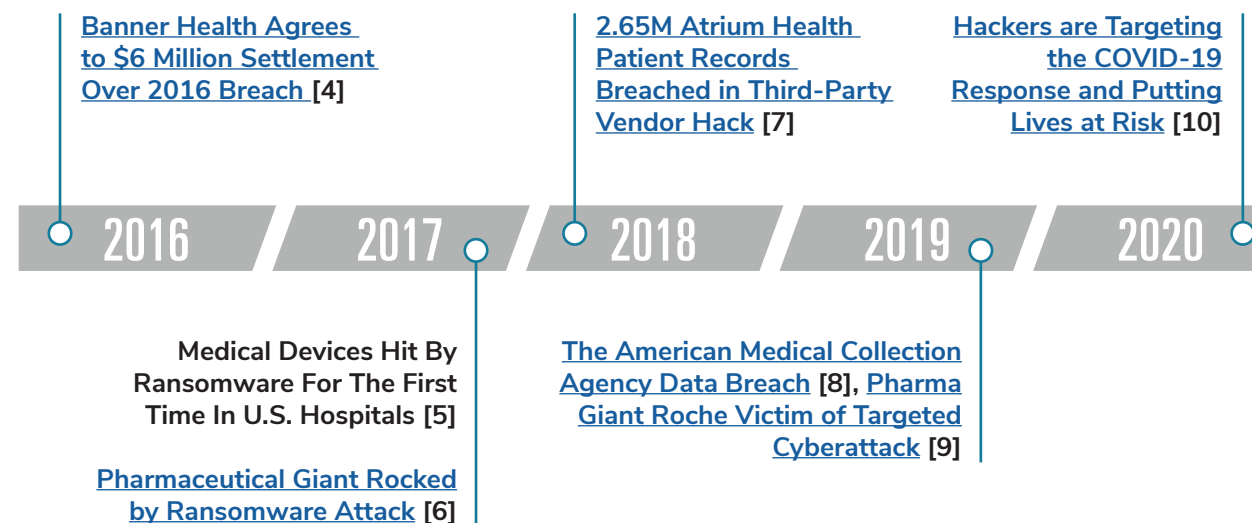 Banner Health Agrees
to $6 Million Settlement
Over 2016 Breach [4]
2.65M Atrium Health
Patient Records
Breached in Third-Party
Vendor Hack [7]
Hackers are Targeting
the COVID-19
Response and Putting
Lives at Risk [10]
2016
2017
2018
2019
2020
Medical Devices Hit By
Ransomware For The First
Time In U.S. Hospitals [5]
Pharmaceutical Giant Rocked
by Ransomware Attack [6]
The American Medical Collection
Agency Data Breach [8], Pharma
Giant Roche Victim of Targeted
Cyberattack [9]